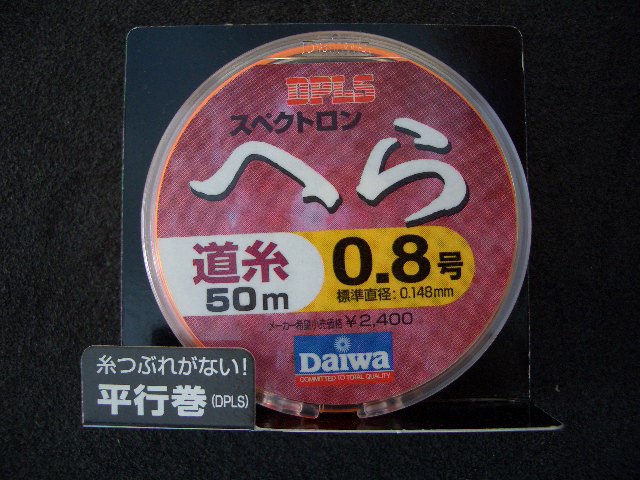 DPLS
スペクトロン
へら
道糸
50m
0.8号
標準直径:0.148mm
メーカー希望小売価格 ¥2,400
Daiwa
COMMITTED TO TOTAL QUALITY
糸つぶれがない!
平行巻(DPLS)